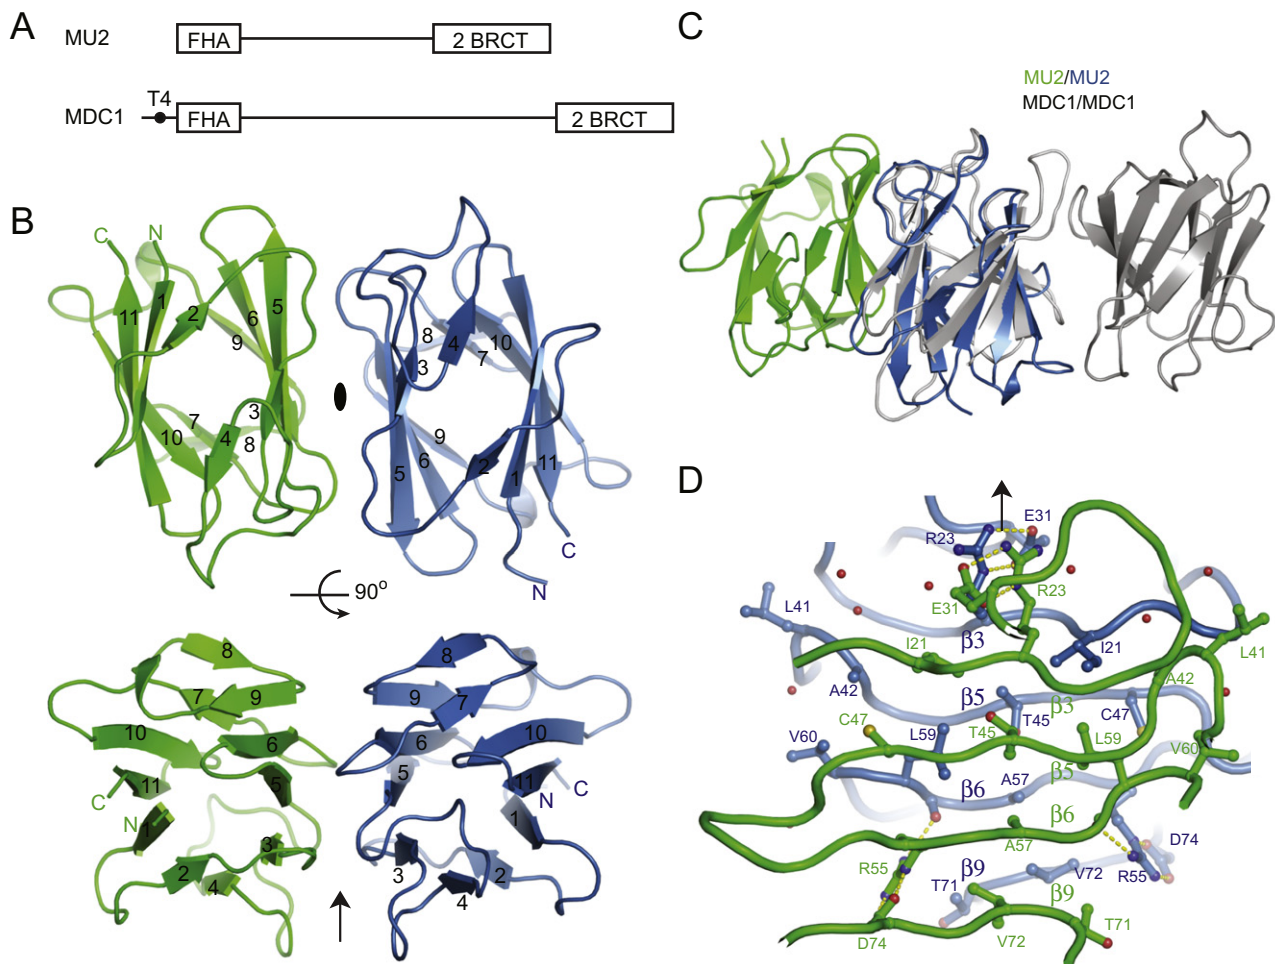 A
MU2
FHA
2 BRCT
T4
MDC1
FHA
2 BRCT
B
C
N
11
1
2
5
6
9
7
3
10
4
8
8
4
10
3
7
9
5
6
2
1
11
C
N
90o
8
7
9
10
6
11
5
C
N
1
3
2
4
8
9
7
6
10
5
11
N
C
1
3
2
4
C
MU2/MU2
MDC1/MDC1
D
R23
E31
E31
R23
L41
I21
β3
I21
L41
A42
A42
β5
β3
C47
T45
T45
C47
V60
L59
L59
V60
β6
A57
β5
β6
A57
D74
R55
β9
V72
R55
T71
β9
T71
D74
V72